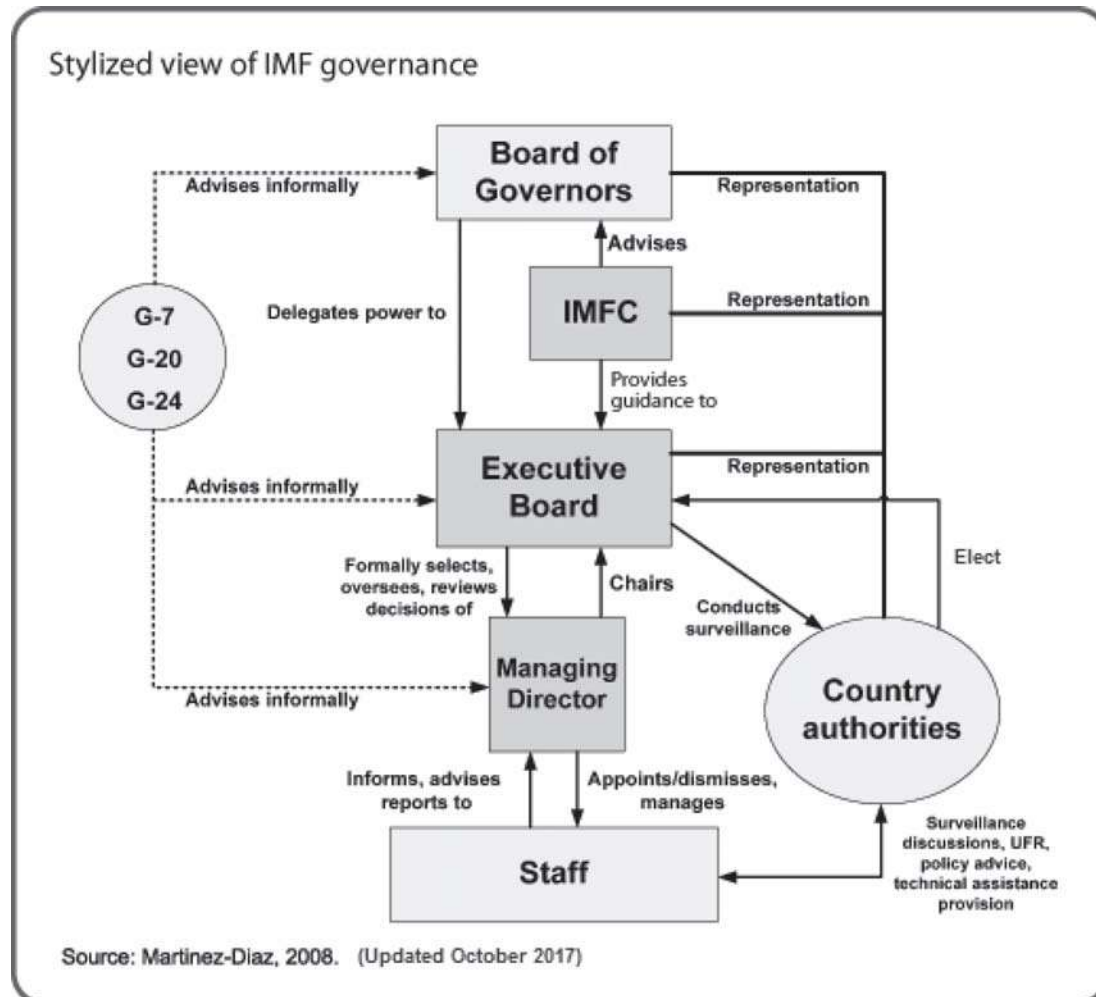 Stylized view of IMF governance
Board of
Governors
Advises informally
Representation
Advises
G-7
G-20
G-24
Delegates power to
IMFC
Representation
Provides
guidance to
Executive
Board
Advises informally
Representation
Elect
Formally selects,
oversees, reviews
decisions of
Chairs
Conducts
surveillance
Managing
Director
Advises informally
Country
authorities
Informs, advises
reports to
Appoints/dismisses,
manages
Staff
Surveillance
discussions, UFR,
policy advice,
technical assistance
provision
Source: Martinez-Diaz, 2008. (Updated October 2017)